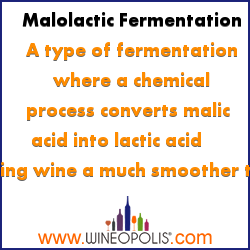 Malolactic Fermentation
A type of fermentation
where a chemical
process converts malic
acid into lactic acid
wine a much smoother
www.WINEOPOLIS®.com